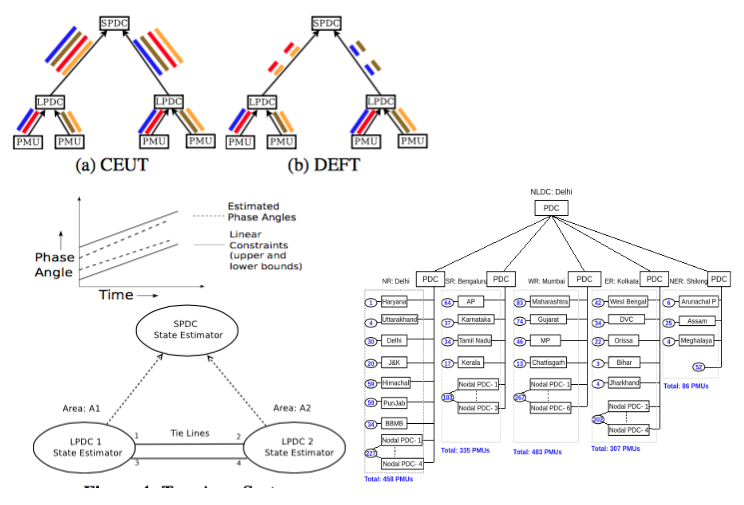 SPDC
SPDC
LPDC
LPDC
LPDC
LPDC
PMU
PMU
PMU
PMU
PMU
PMU
PMU
PMU
(a) CEUT
(b) DEFT
Estimated
Phase Angles
Linear
Constraints
(upper and
lower bounds)
Phase
Angle
Time
SPDC
State Estimator
Area: A1
Area: A2
LPDC 1
State Estimator
1
Tie Lines
2
3
4
LPDC 2
State Estimator
NLDC: Delhi
PDC
NR: Delhi
PDC
1
Haryana
4
Uttarakhand
30
Delhi
20
J&K
59
Himachal
59
PunJab
34
BBMB
Nodal PDC- 1
Nodal PDC- 4
Total: 458 PMUs
SR: Bengaluru
PDC
64
AP
37
Karnataka
34
Tamil Nadu
17
Kerala
Nodal PDC- 1
183
Nodal PDC- 3
Total: 335 PMUs
WR: Mumbai
PDC
83
Maharashtra
74
Gujarat
46
MP
13
Chattisgarh
Nodal PDC- 1
267
Nodal PDC- 6
Total: 483 PMUs
ER: Kolkata
PDC
42
West Bengal
34
DVC
22
Orissa
3
Bihar
4
Jharkhand
Nodal PDC- 1
202
Nodal PDC- 4
Total: 307 PMUs
NER: Shilong
PDC
6
Arunachal P
25
Assam
4
Meghalaya
52
Total: 86 PMUs